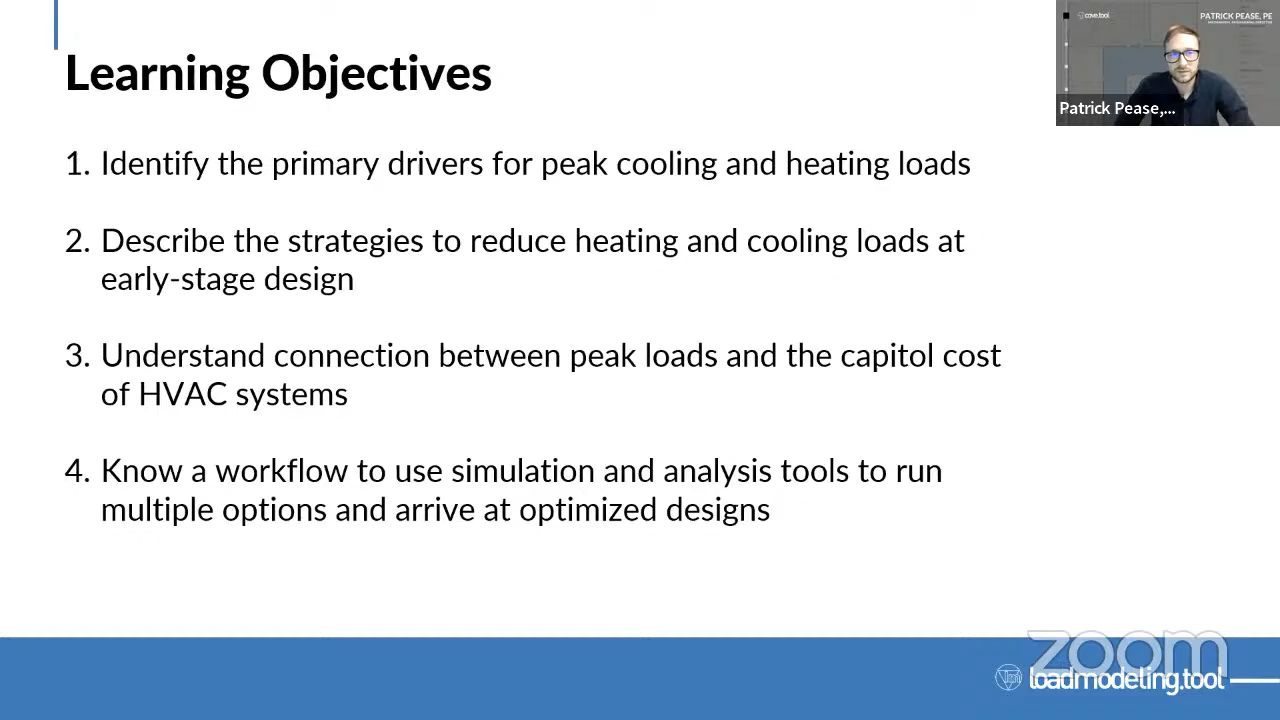 cove.tool
PATRICK PEASE, PE
Learning Objectives
Patrick Pease,...
1. Identify the primary drivers for peak cooling and heating loads
2. Describe the strategies to reduce heating and cooling loads at
early-stage design
3. Understand connection between peak loads and the capitol cost
of HVAC systems
4. Know a workflow to use simulation and analysis tools to run
multiple options and arrive at optimized designs
zoom
loadmodeling.tool